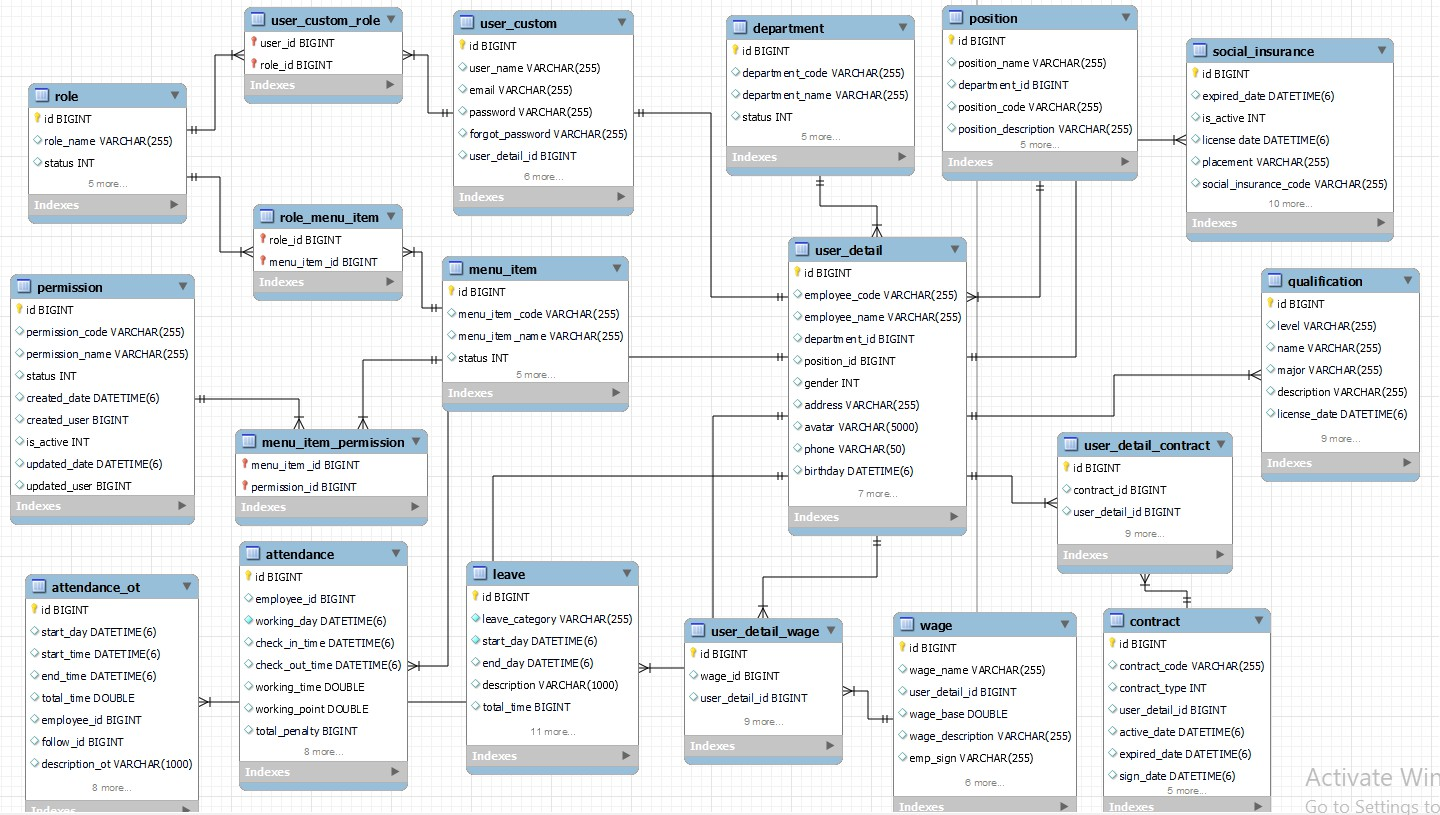 user_custom_role
user_id BIGINT
role_id BIGINT
Indexes
user_custom
id BIGINT
user_name VARCHAR(255)
email VARCHAR(255)
password VARCHAR(255)
forgot_password VARCHAR(255)
user_detail_id BIGINT
6 more...
Indexes
department
id BIGINT
department_code VARCHAR(255)
department_name VARCHAR(255)
status INT
5 more...
Indexes
position
id BIGINT
position_name VARCHAR(255)
department_id BIGINT
position_code VARCHAR(255)
position_description VARCHAR(255)
5 more...
Indexes
social_insurance
id BIGINT
expired_date DATETIME(6)
is_active INT
license date DATETIME(6)
placement VARCHAR(255)
social_insurance_code VARCHAR(255)
10 more...
Indexes
role
id BIGINT
role_name VARCHAR(255)
status INT
5 more...
Indexes
role_menu_item
role_id BIGINT
menu_item_id BIGINT
Indexes
menu_item
id BIGINT
menu_item_code VARCHAR(255)
menu_item_name VARCHAR(255)
status INT
5 more...
Indexes
user_detail
id BIGINT
employee_code VARCHAR(255)
employee_name VARCHAR(255)
department_id BIGINT
position_id BIGINT
gender INT
address VARCHAR(255)
avatar VARCHAR(5000)
phone VARCHAR(50)
birthday DATETIME(6)
7 more...
Indexes
qualification
id BIGINT
level VARCHAR(255)
name VARCHAR(255)
major VARCHAR(255)
description VARCHAR(255)
license_date DATETIME(6)
9 more...
Indexes
permission
id BIGINT
permission_code VARCHAR(255)
permission_name VARCHAR(255)
status INT
created_date DATETIME(6)
created_user BIGINT
is_active INT
updated_date DATETIME(6)
updated_user BIGINT
Indexes
menu_item_permission
menu_item_id BIGINT
permission_id BIGINT
Indexes
user_detail_contract
id BIGINT
contract_id BIGINT
user_detail_id BIGINT
9 more...
Indexes
attendance_ot
id BIGINT
start_day DATETIME(6)
start_time DATETIME(6)
end_time DATETIME(6)
total_time DOUBLE
employee_id BIGINT
follow_id BIGINT
description_ot VARCHAR(1000)
8 more...
Indexes
attendance
id BIGINT
employee_id BIGINT
working_day DATETIME(6)
check_in_time DATETIME(6)
check_out_time DATETIME(6)
working_time DOUBLE
working_point DOUBLE
total_penalty BIGINT
8 more...
Indexes
leave
id BIGINT
leave_category VARCHAR(255)
start_day DATETIME(6)
end_day DATETIME(6)
description VARCHAR(1000)
total_time BIGINT
11 more...
Indexes
user_detail_wage
id BIGINT
wage_id BIGINT
user_detail_id BIGINT
9 more...
Indexes
wage
id BIGINT
wage_name VARCHAR(255)
user_detail_id BIGINT
wage_base DOUBLE
wage_description VARCHAR(255)
emp_sign VARCHAR(255)
6 more...
Indexes
contract
id BIGINT
contract_code VARCHAR(255)
contract_type INT
user_detail_id BIGINT
active_date DATETIME(6)
expired_date DATETIME(6)
sign_date DATETIME(6)
5 more...
Indexes
Activate Win
Go to Settings to